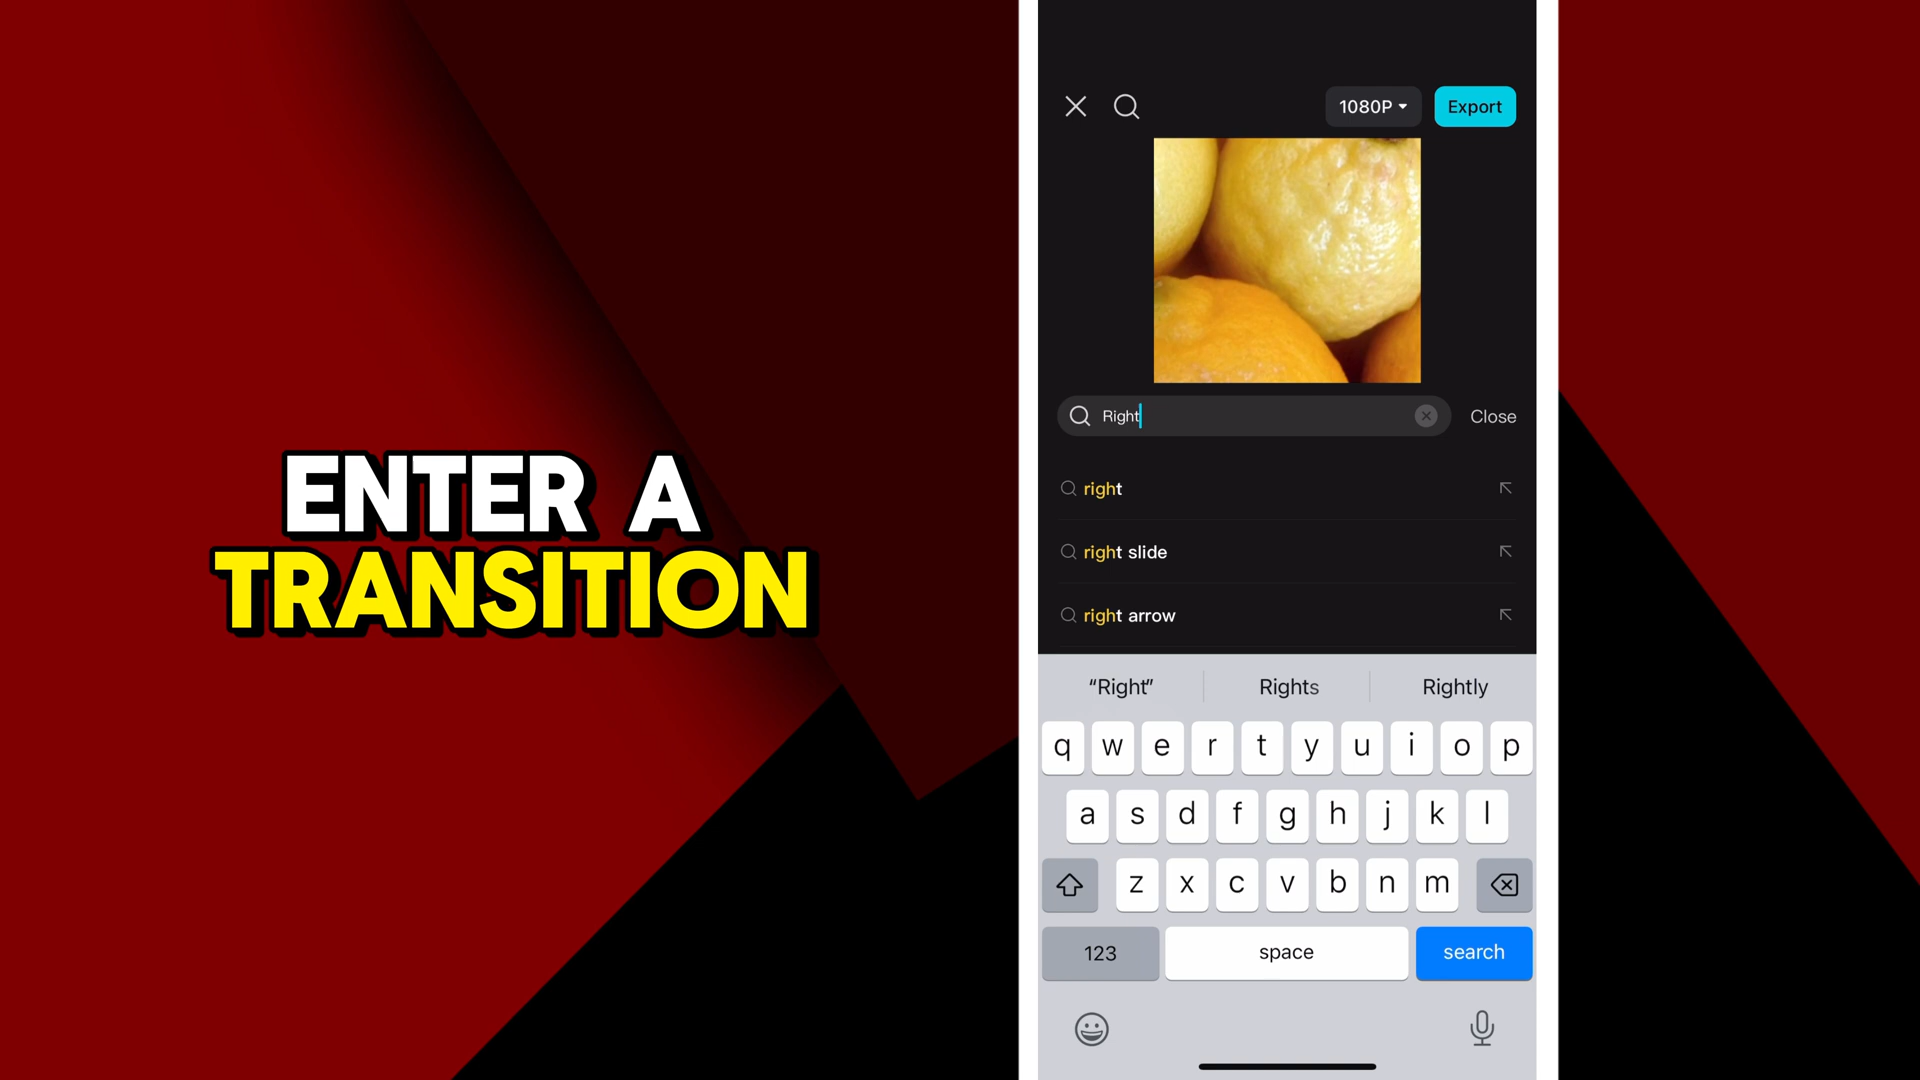 ENTER A
TRANSITION
1080P
Export
Right
Close
right
right slide
right arrow
“Right”
Rights
Rightly
q w e r t y u i o p
a s d f g h j k l
z x c v b n m
123
space
search